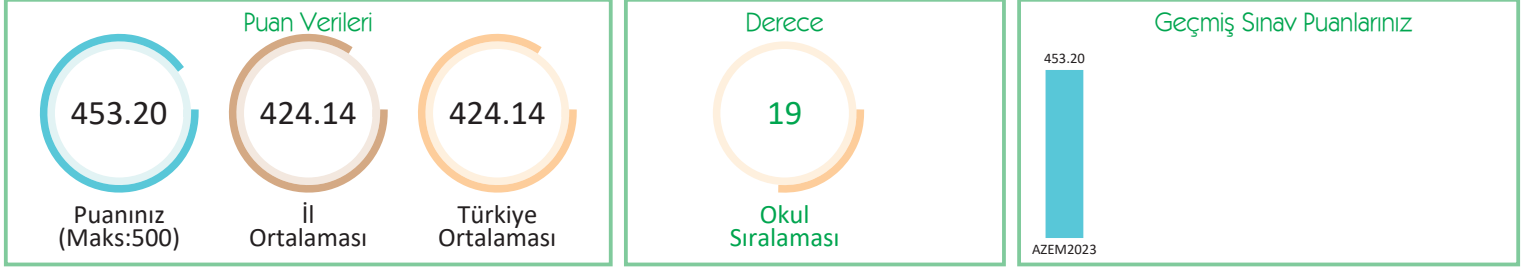 Puan Verileri
453.20
424.14
424.14
Puanınız
(Maks:500)
İl
Ortalaması
Türkiye
Ortalaması
Derece
19
Okul
Sıralaması
Geçmiş Sınav Puanlarınız
453.20
AZEM2023